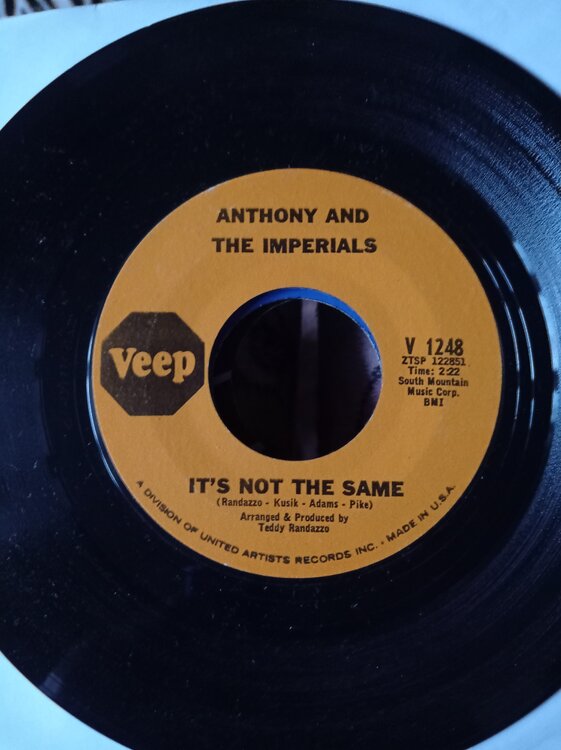 ANTHONY AND
THE IMPERIALS
Veep
V 1248
ZTSP 122851
Time: 2:22
South Mountain
Music Corp.
BMI
IT'S NOT THE SAME
(Randazzo - Kusik - Adams - Pike)
Arranged & Produced by
Teddy Randazzo
A DIVISION OF UNITED ARTISTS RECORDS INC. - MADE IN U.S.A.